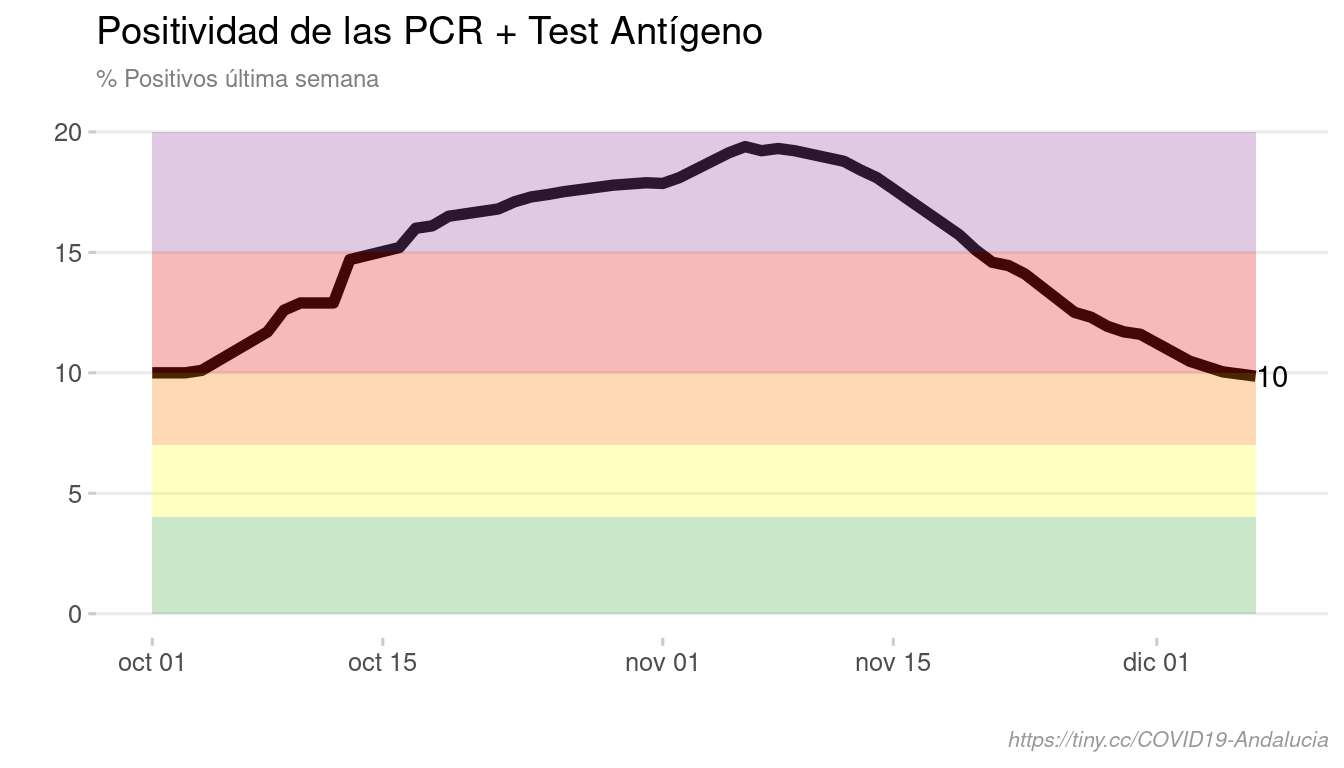 Positividad de las PCR + Test Antígeno
% Positivos última semana
20
15
10
5
0
10
oct 01
oct 15
nov 01
nov 15
dic 01
https://tiny.cc/COVID19-Andalucia